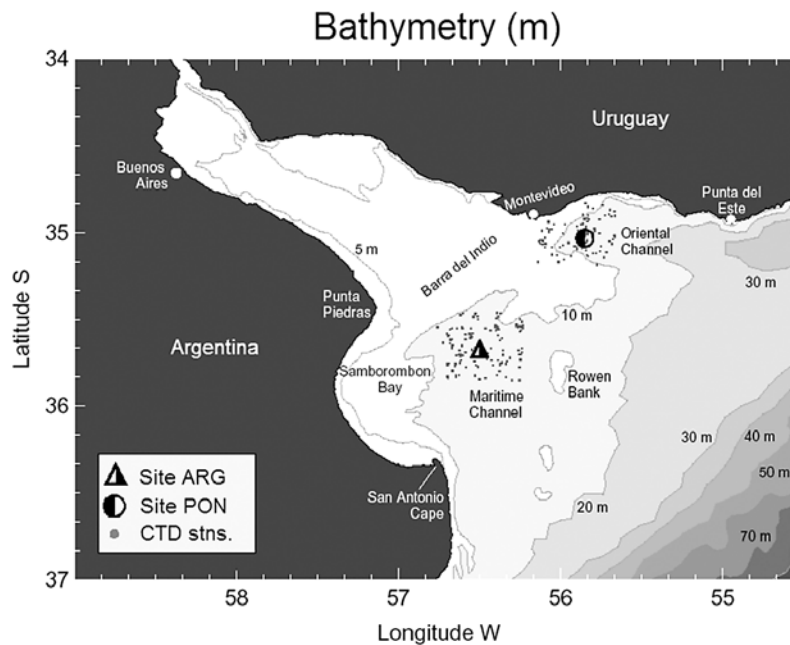 Bathymetry (m)
34
35
36
37
Latitude S
Uruguay
Buenos
Aires
Montevideo
Punta del
Este
5 m
Barra del Indio
Oriental
Channel
30 m
Punta
Piedras
10 m
Argentina
Samborombon
Bay
Maritime
Channel
Rowen
Bank
30 m
40 m
50 m
20 m
70 m
San Antonio
Cape
Site ARG
Site PON
CTD stns.
58
57
56
55
Longitude W